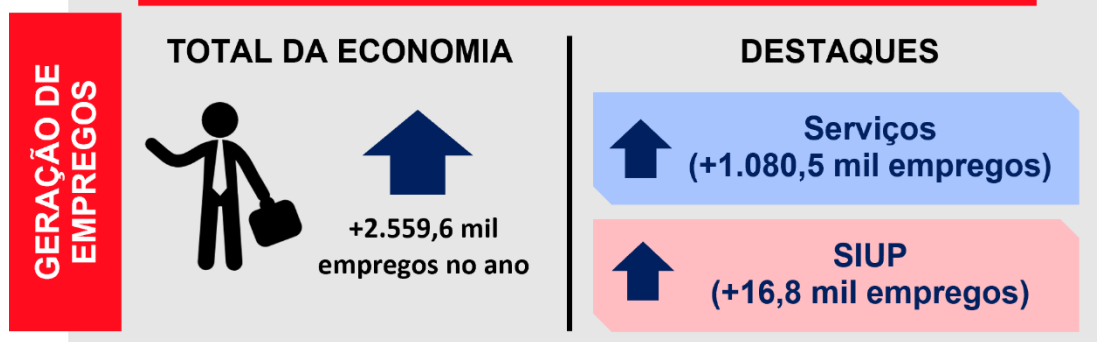 GERAÇÃO DE
EMPREGOS
TOTAL DA ECONOMIA
+2.559,6 mil
empregos no ano
DESTAQUES
Serviços
(+1.080,5 mil empregos)
SIUP
(+16,8 mil empregos)